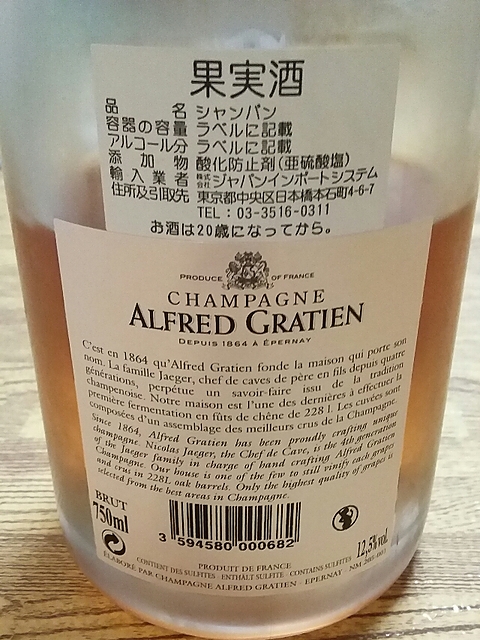 果実酒
品 名 シャンパン
容器の容量 ラベルに記載
アルコール分 ラベルに記載
添 加 物 酸化防止剤(亜硫酸塩)
輸入業者 株式会社ジャパンインポートシステム
住所及引取先 東京都中央区日本橋本石町4-6-7
TEL:03-3516-0311
お酒は20歳になってから。
PRODUCE OF FRANCE
CHAMPAGNE
ALFRED GRATIEN
DEPUIS 1864 À ÉPERNAY
C'est en 1864 qu'Alfred Gratien fonde la maison qui porte son
nom. La famille Jaeger, chef de caves de père en fils depuis quatre
générations, perpétue un savoir-faire issu de la tradition
champenoise. Notre maison est l'une des dernières à effectuer la
première fermentation en fûts de chêne de 228 l. Les cuvées sont
composées d'un assemblage des meilleurs crus de la Champagne.
Since 1864, Alfred Gratien has been proudly crafting unique
champagne. Nicolas Jaeger, the Chef de Cave, is the 4th generation
of the Jaeger family in charge of hand crafting Alfred Gratien
Champagne. Our house is one of the few to still vinify each grapes
and crus in 228L oak barrels. Only the highest quality of grapes is
selected from the best areas in Champagne.
BRUT
750ml
3 594580 000682
12,5% vol.
PRODUIT DE FRANCE
CONTIENT DES SULFITES - ENTHÄLT SULFITE - CONTAINS SULFITES
ÉLABORÉ PAR CHAMPAGNE ALFRED GRATIEN - EPERNAY - NM